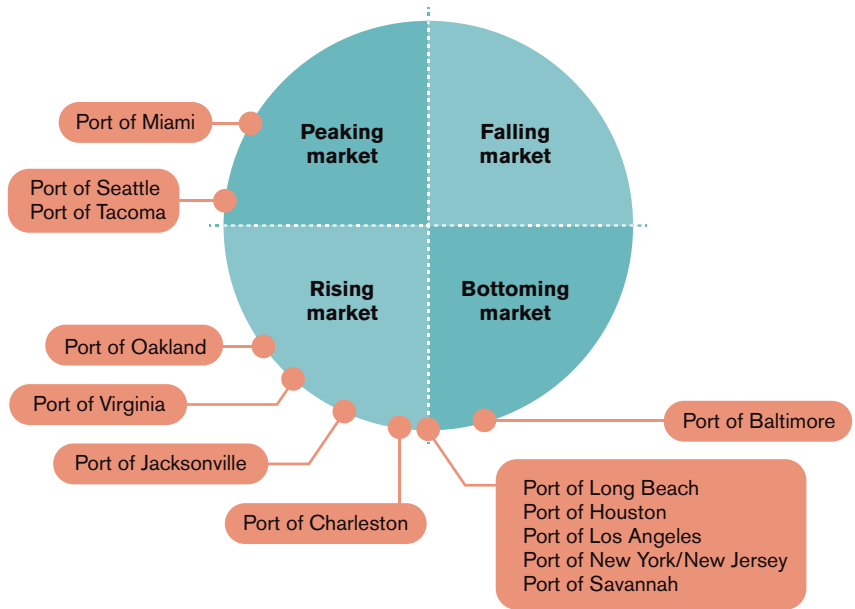 Peaking
market
Falling
market
Port of Miami
Port of Seattle
Port of Tacoma
Rising
market
Bottoming
market
Port of Oakland
Port of Virginia
Port of Jacksonville
Port of Charleston
Port of Baltimore
Port of Long Beach
Port of Houston
Port of Los Angeles
Port of New York/New Jersey
Port of Savannah